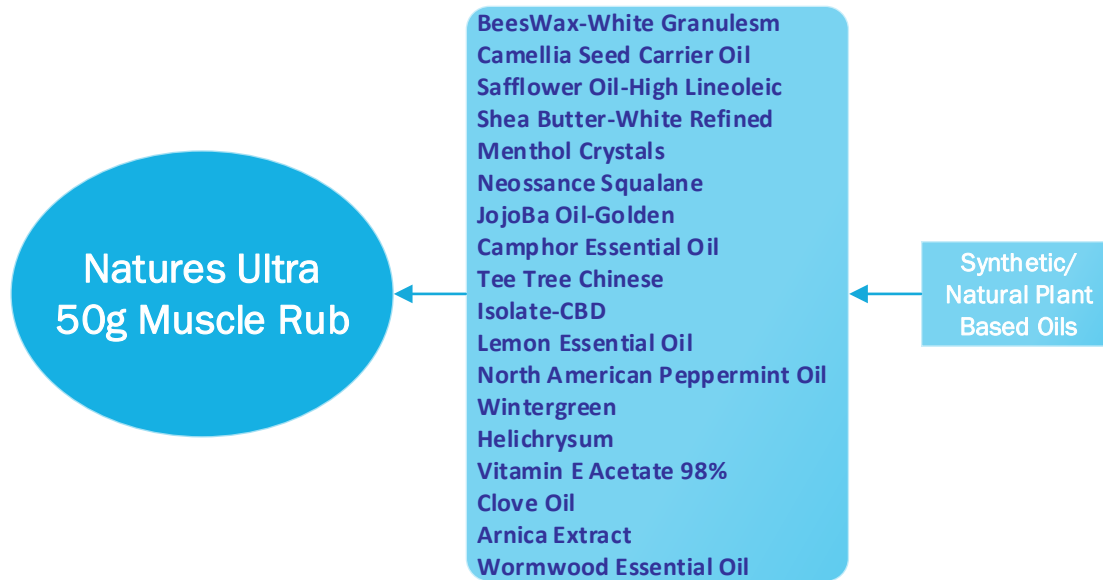 Natures Ultra
50g Muscle Rub
BeesWax-White Granulesm
Camellia Seed Carrier Oil
Safflower Oil-High Lineoleic
Shea Butter-White Refined
Menthol Crystals
Neossance Squalane
JojoBa Oil-Golden
Camphor Essential Oil
Tee Tree Chinese
Isolate-CBD
Lemon Essential Oil
North American Peppermint Oil
Wintergreen
Helichrysum
Vitamin E Acetate 98%
Clove Oil
Arnica Extract
Wormwood Essential Oil
Synthetic/
Natural Plant
Based Oils